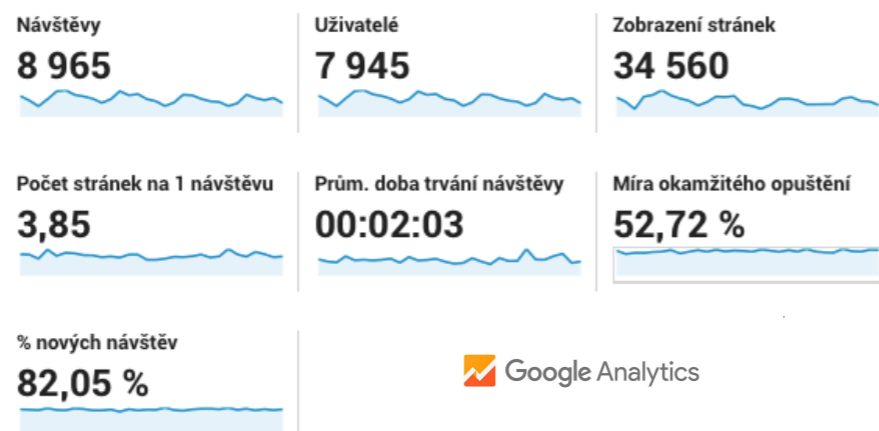 Návštěvy
8 965
Uživatelé
7 945
Zobrazení stránek
34 560
Počet stránek na 1 návštěvu
3,85
Prům. doba trvání návštěvy
00:02:03
Míra okamžitého opuštění
52,72 %
% nových návštěv
82,05 %
Google Analytics